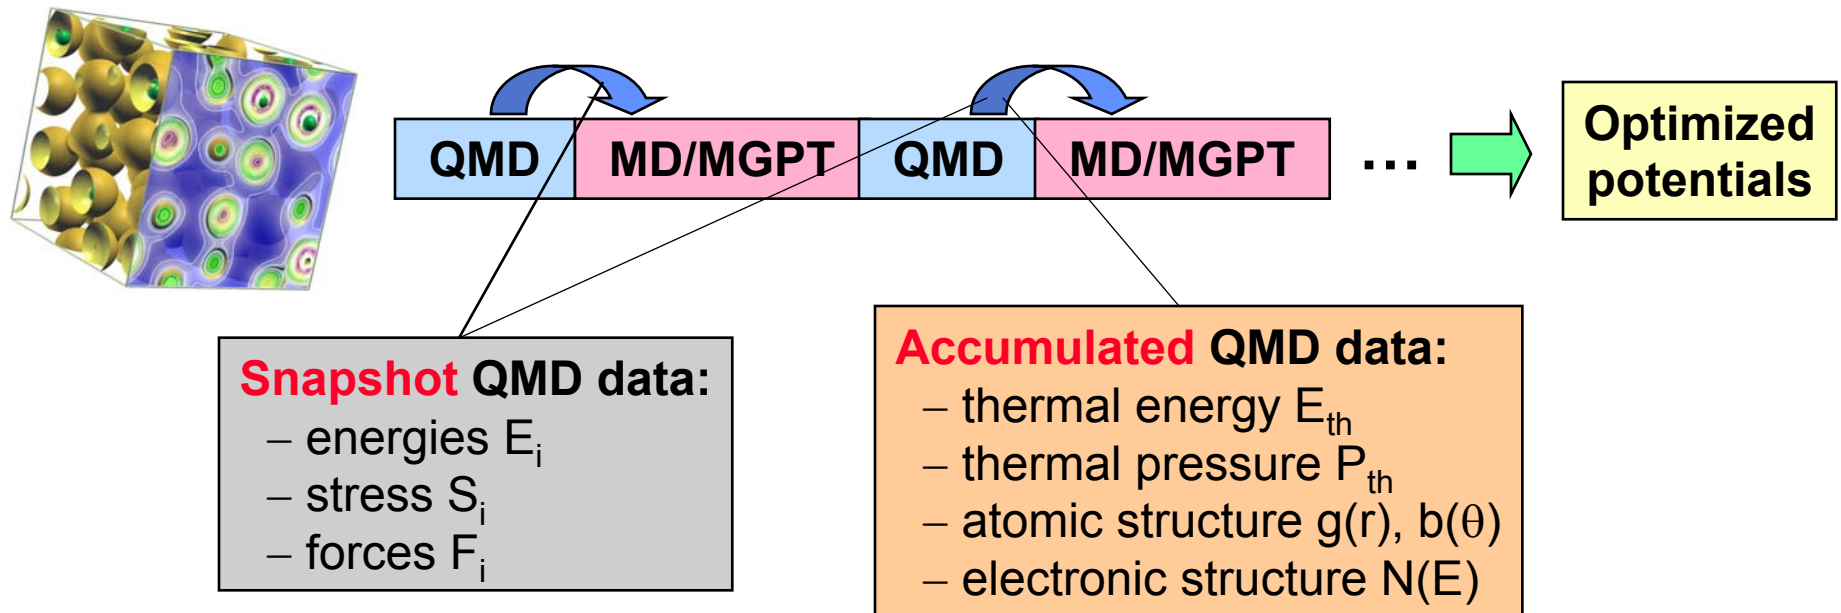 QMD MD/MGPT QMD MD/MGPT ... Optimized
potentials
Snapshot QMD data:
– energies Eᵢ
– stress Sᵢ
– forces Fᵢ
Accumulated QMD data:
– thermal energy Eth
– thermal pressure Pth
– atomic structure g(r), b(θ)
– electronic structure N(E)